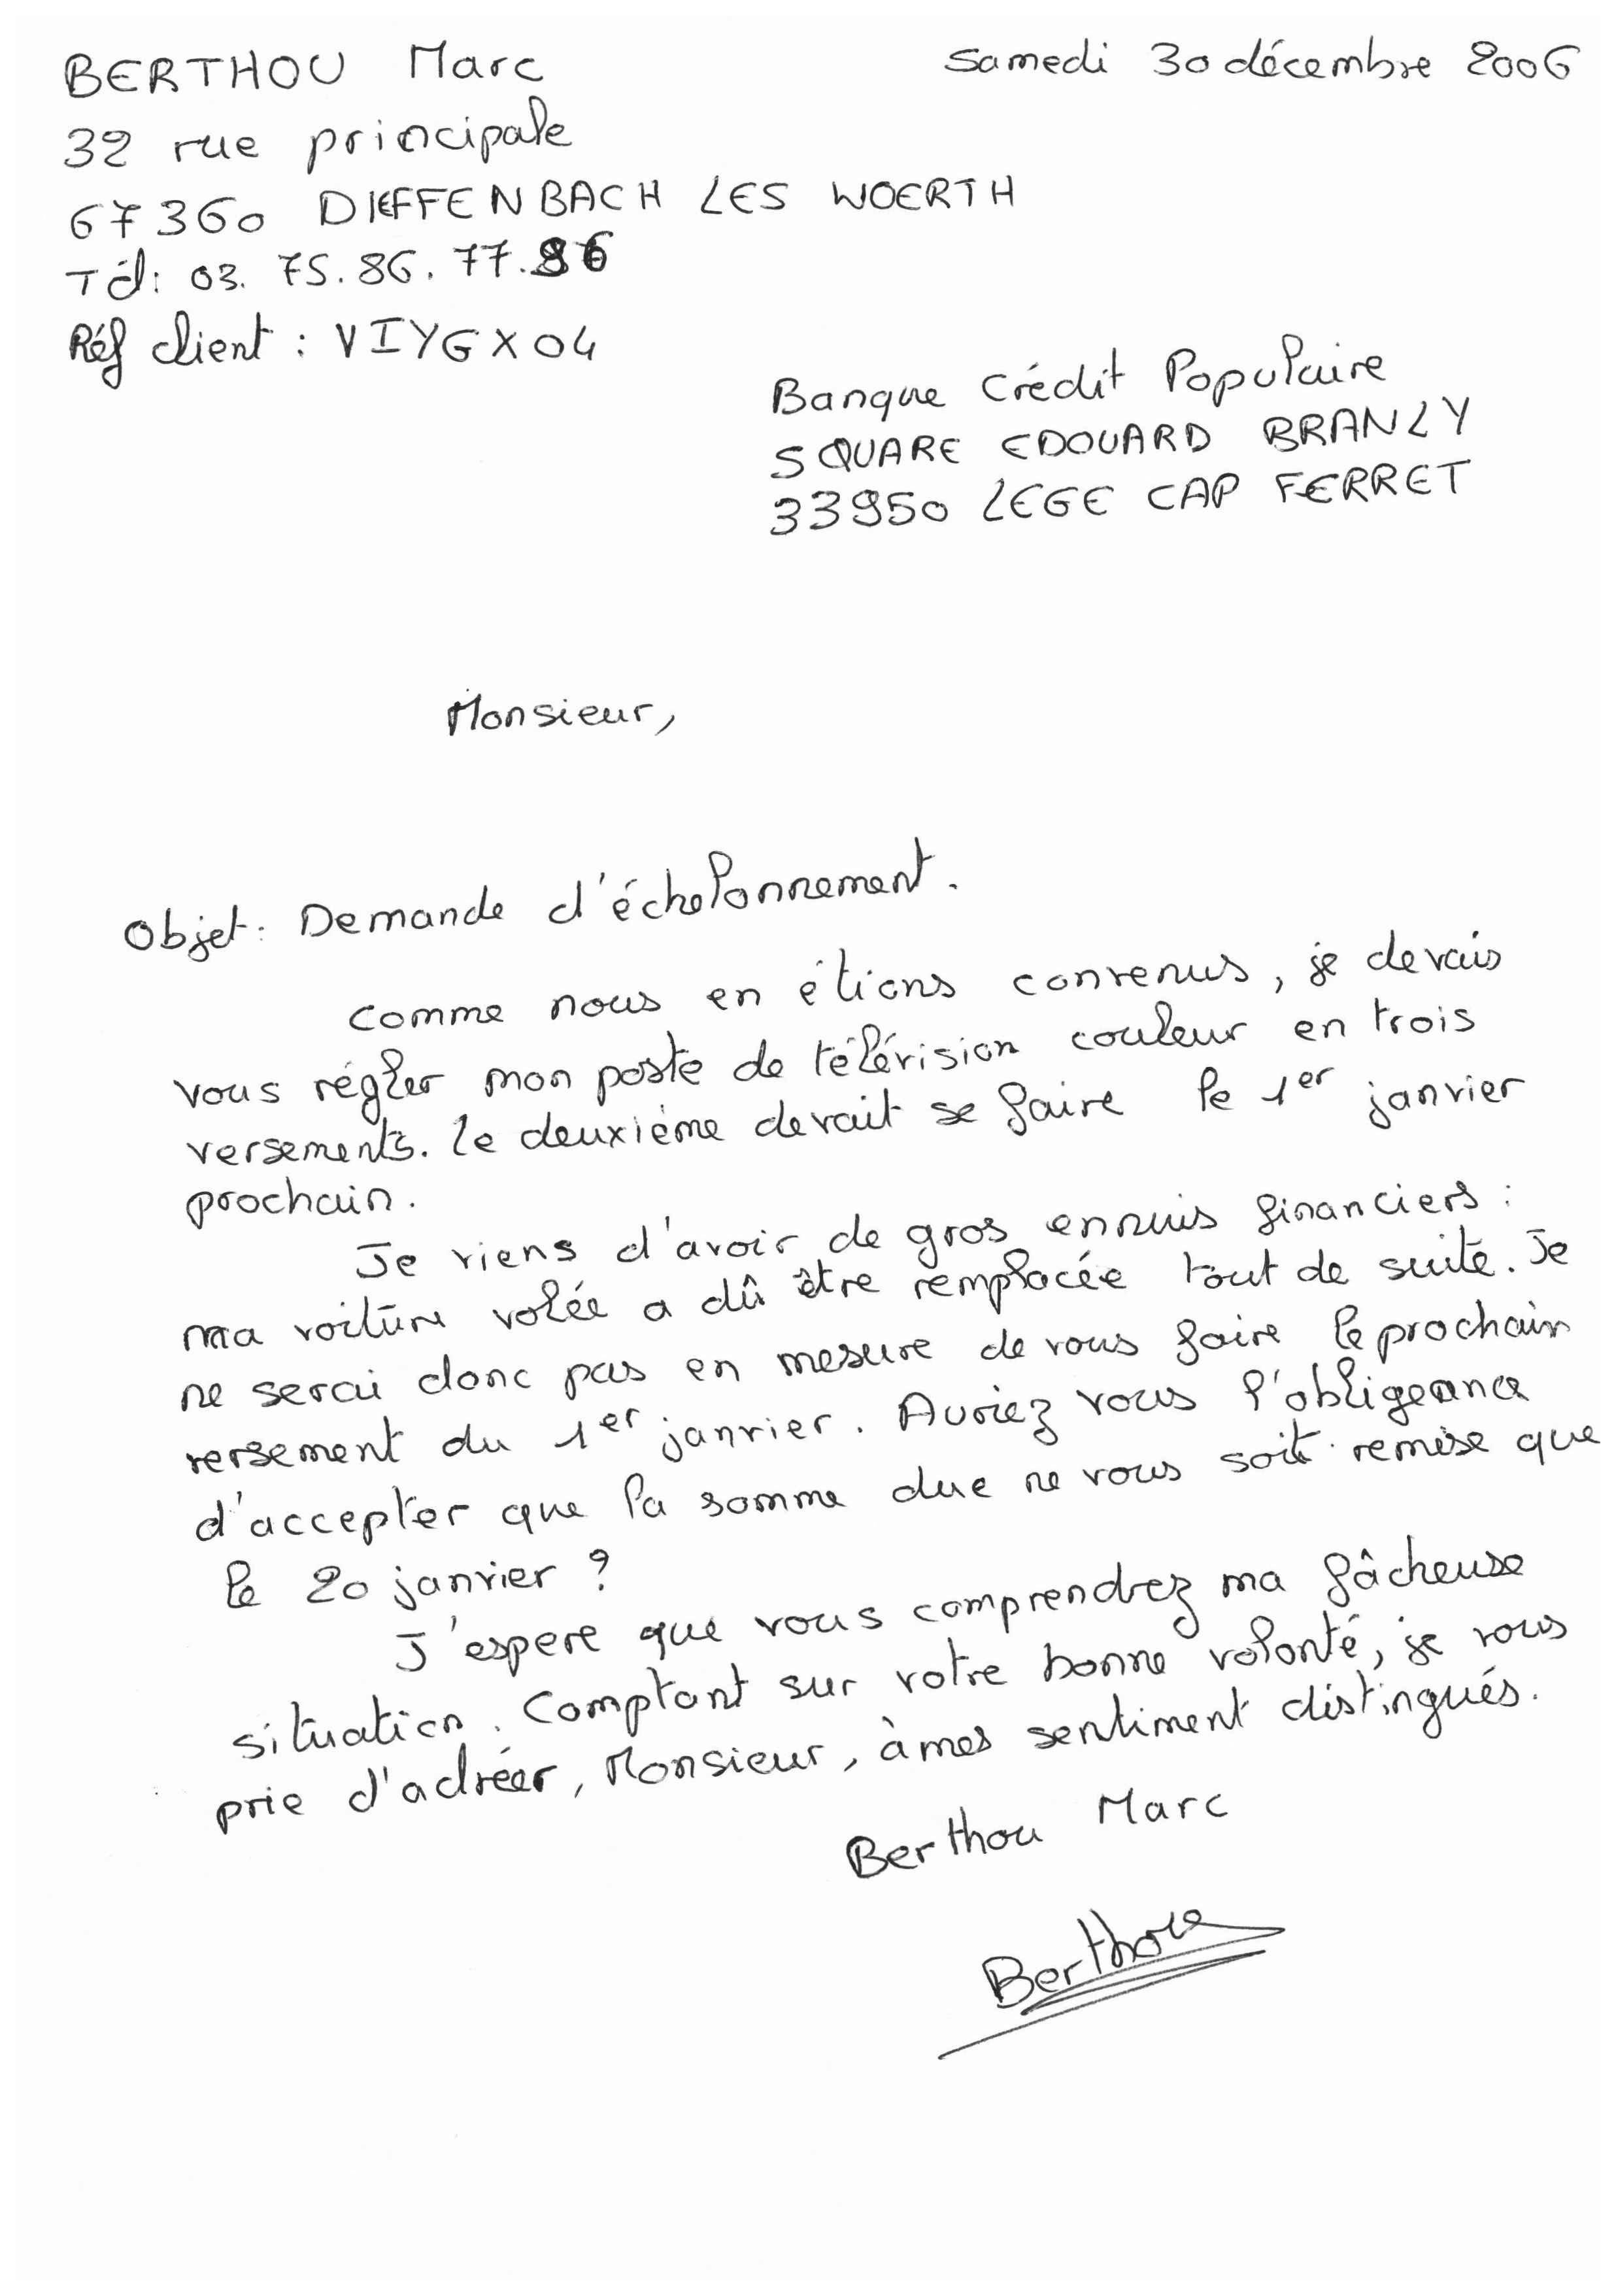 BERTHOU Marc
Samedi 30 décembre 2006
32 rue principale
67360 DIEFFENBACH LES WOERTH
Tél: 03. 75. 86. 77. 86
Réf client : VIYGX04
Banque Crédit Populaire
SQUARE EDOUARD BRANLY
33950 LEGE CAP FERRET
Monsieur,
Objet: Demande d'échelonnement.
Comme nous en étions convenus, je devais
vous régler mon poste de télévision couleur en trois
versements. Le deuxième devait se faire le 1er janvier
prochain.
Je viens d'avoir de gros ennuis financiers :
ma voiture volée a dû être remplacée tout de suite. Je
ne serai donc pas en mesure de vous faire le prochain
versement du 1er janvier. Auriez vous l'obligeance
d'accepter que la somme due ne vous soit remise que
le 20 janvier ?
J'espere que vous comprendrez ma fâcheuse
situation. Comptant sur votre bonne volonté, je vous
prie d'adréer, Monsieur, à mes sentiment distingués.
Berthou Marc
Berthou